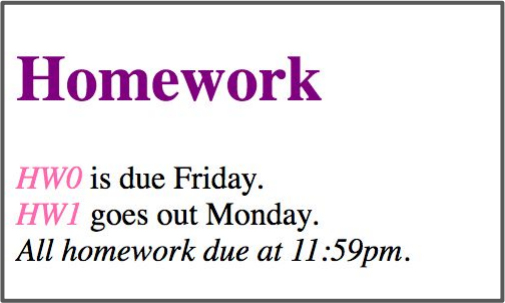 Homework
HW0 is due Friday.
HW1 goes out Monday.
All homework due at 11:59pm.